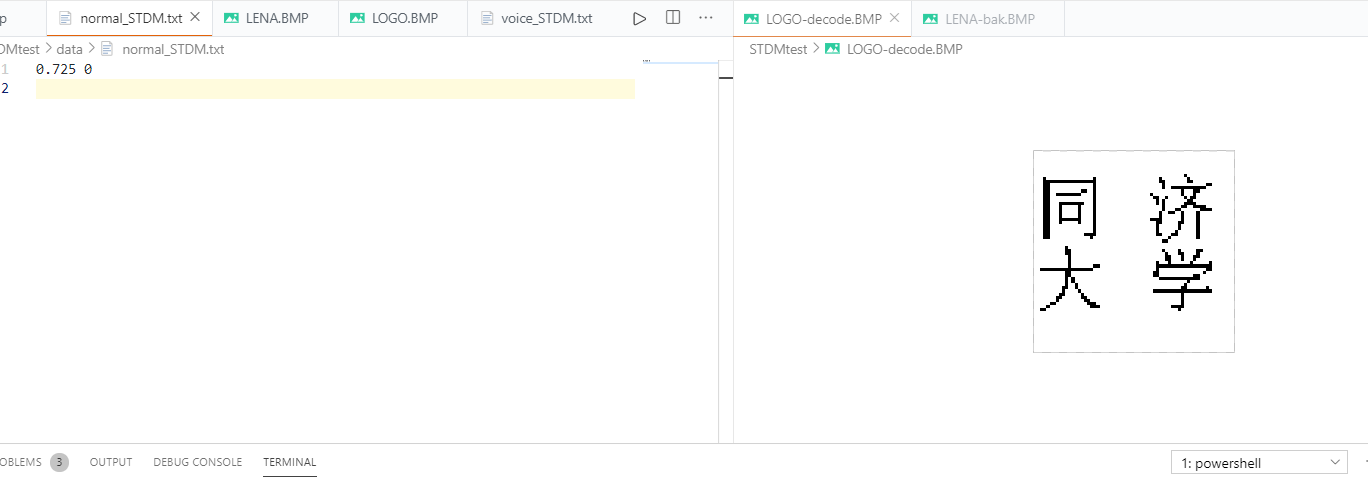 normal_STDM.txt LENA.BMP LOGO.BMP voice_STDM.txt
DMtest data normal_STDM.txt
1 0.725 0
2
LOGO-decode.BMP LENA-bak.BMP
STDMtest LOGO-decode.BMP
同 济
大 学
OBLEMS 3 OUTPUT DEBUG CONSOLE TERMINAL
1: powershell